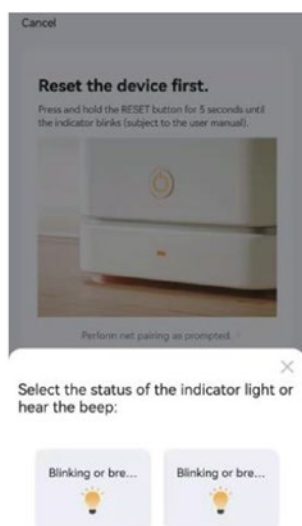 Cancel
Reset the device first.
Press and hold the RESET button for 5 seconds until
the indicator blinks (subject to the user manual).
Perform net pairing as prompted.
Select the status of the indicator light or
hear the beep:
Blinking or bre... Blinking or bre...